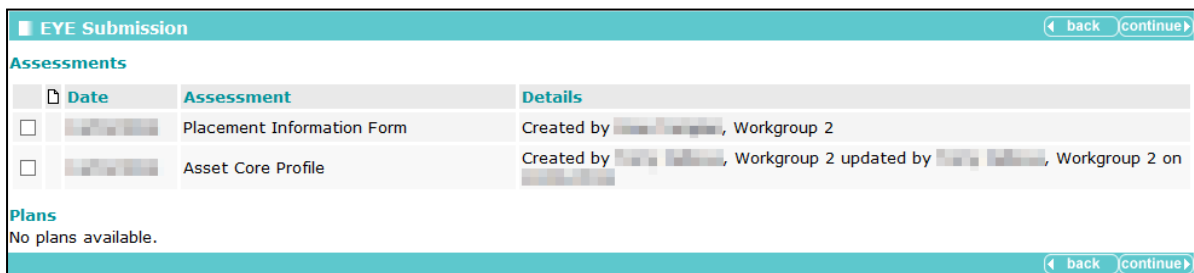 EYE Submission back continue
Assessments
Date Assessment Details
Placement Information Form Created by , Workgroup 2
Asset Core Profile Created by , Workgroup 2 updated by , Workgroup 2 on
Plans
No plans available.
back continue